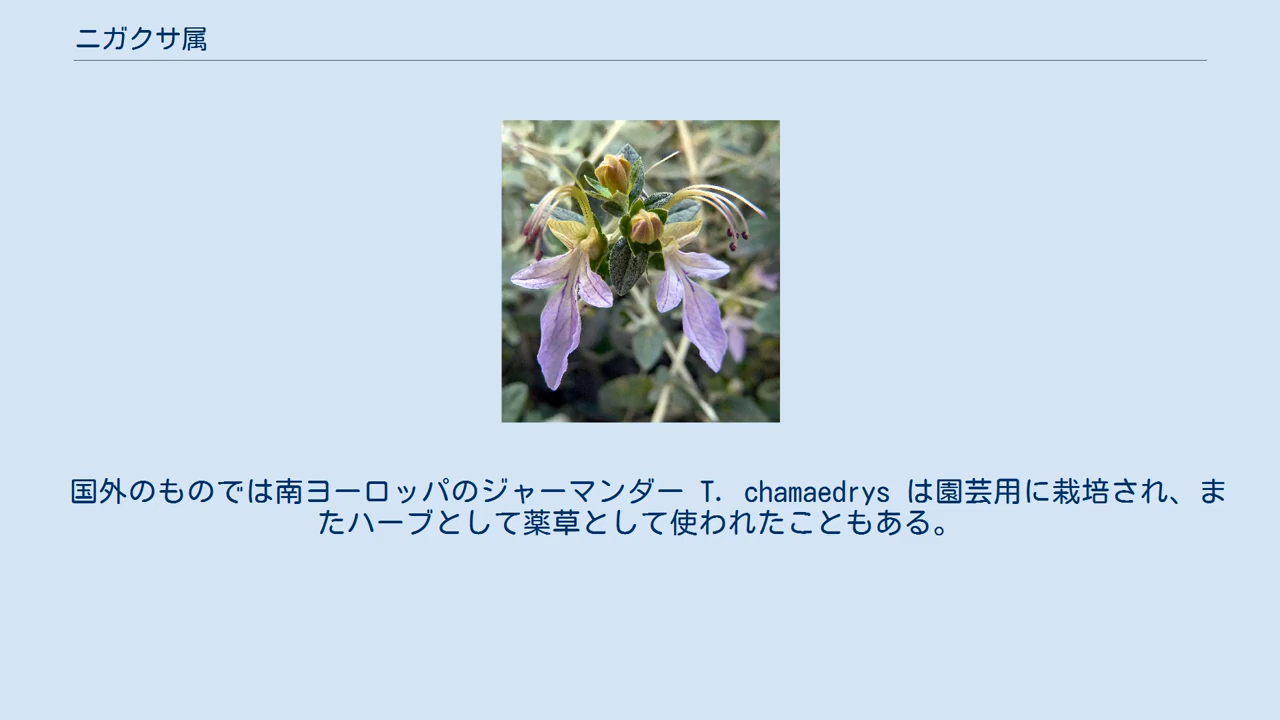 ニガクサ属
国外のものでは南ヨーロッパのジャーマンダー T. chamaedrys は園芸用に栽培され、ま
たハーブとして薬草として使われたこともある。